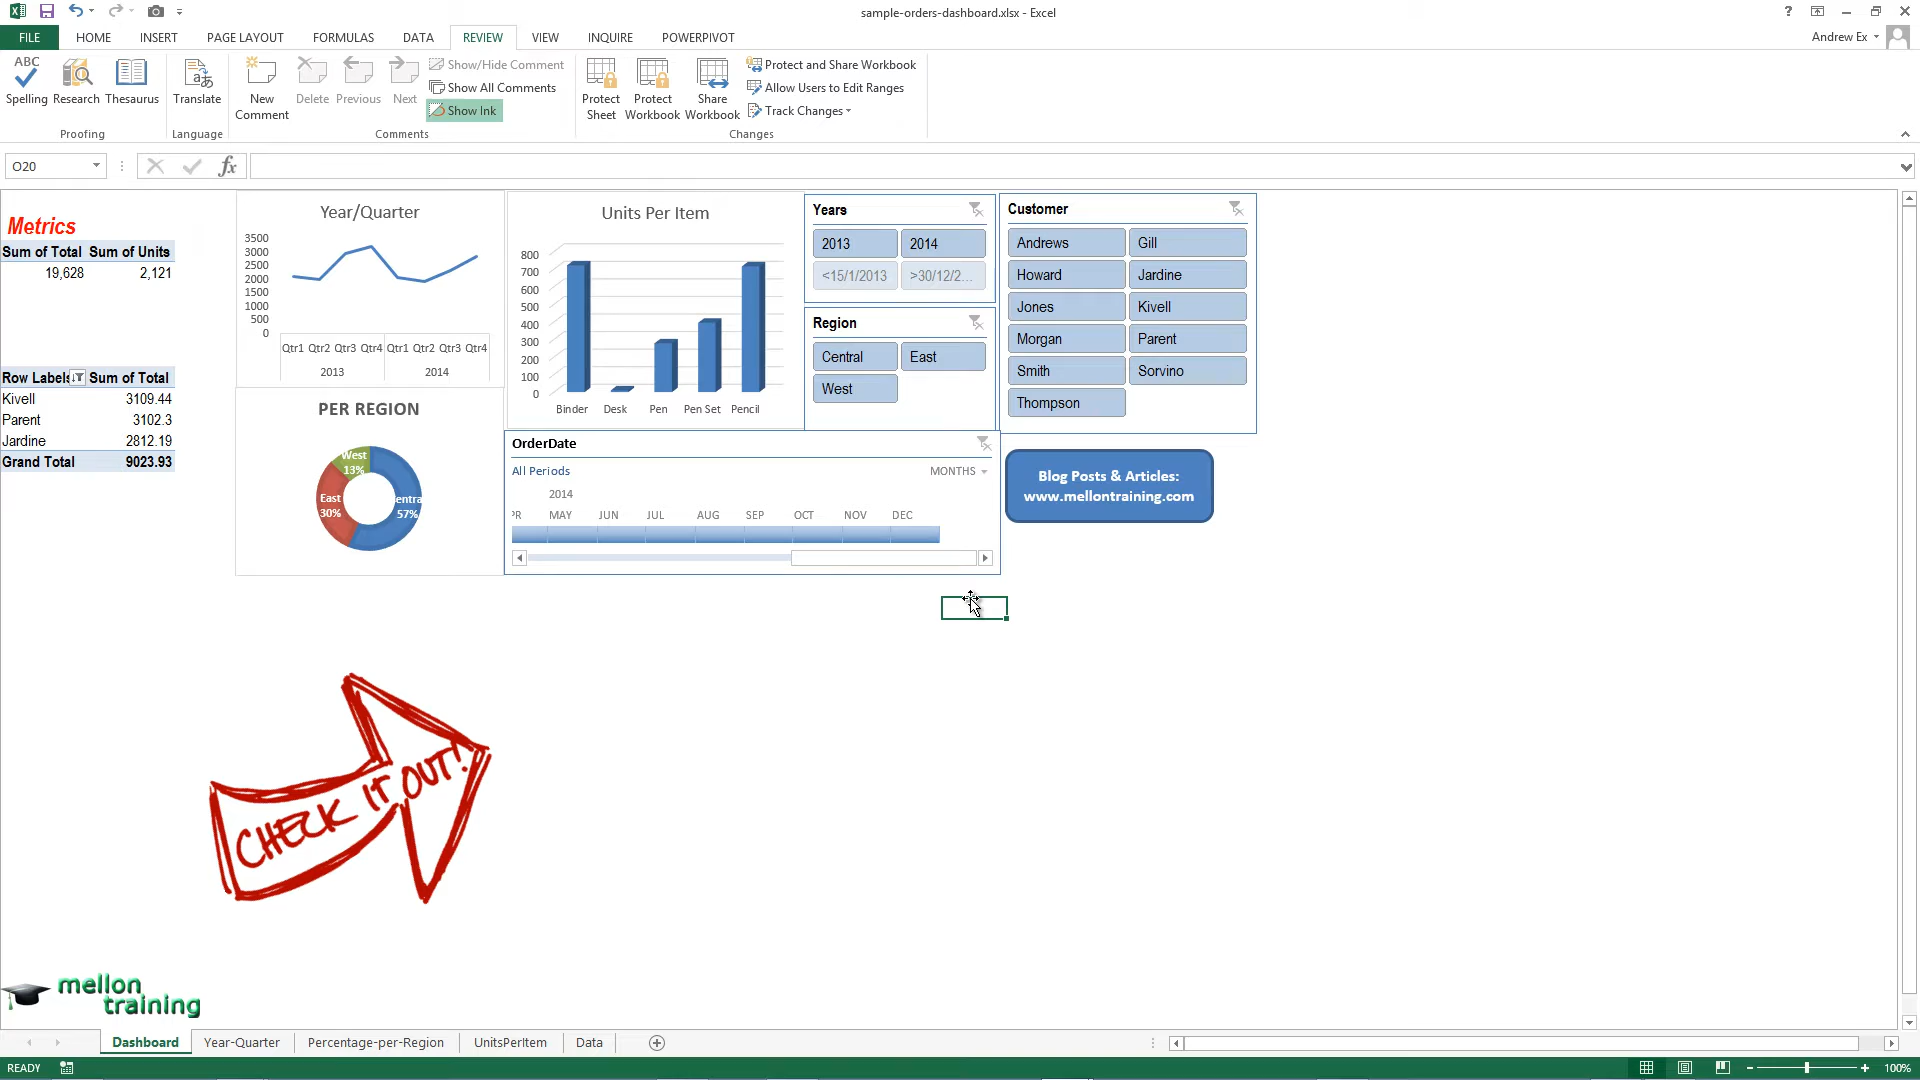 sample-orders-dashboard.xlsx - Excel
?
FILE
HOME
INSERT
PAGE LAYOUT
FORMULAS
DATA
REVIEW
VIEW
INQUIRE
POWERPIVOT
Andrew Ex
ABC
Spelling
Research
Thesaurus
Proofing
Translate
Language
New
Comment
Delete
Previous
Next
Show/Hide Comment
Show All Comments
Show Ink
Comments
Protect
Sheet
Protect
Workbook
Share
Workbook
Protect and Share Workbook
Allow Users to Edit Ranges
Track Changes
Changes
O20
fx
Metrics
Sum of Total Sum of Units
19,628 2,121
Row Labels Sum of Total
Kivell 3109.44
Parent 3102.3
Jardine 2812.19
Grand Total 9023.93
Year/Quarter
3500
3000
2500
2000
1500
1000
500
0
Qtr1 Qtr2 Qtr3 Qtr4 Qtr1 Qtr2 Qtr3 Qtr4
2013 2014
PER REGION
West
13%
East
30%
entra
57%
Units Per Item
800
700
600
500
400
300
200
100
0
Binder Desk Pen Pen Set Pencil
Years
2013 2014
<15/1/2013 >30/12/2...
Region
Central East
West
Customer
Andrews Gill
Howard Jardine
Jones Kivell
Morgan Parent
Smith Sorvino
Thompson
OrderDate
All Periods MONTHS
2014
PR MAY JUN JUL AUG SEP OCT NOV DEC
Blog Posts & Articles:
www.mellontraining.com
CHECK IT OUT!
mellon
training
Dashboard
Year-Quarter
Percentage-per-Region
UnitsPerItem
Data
READY
100%